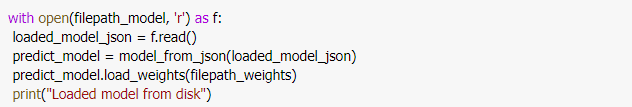 with open(filepath_model, 'r') as f:
 loaded_model_json = f.read()
 predict_model = model_from_json(loaded_model_json)
 predict_model.load_weights(filepath_weights)
 print("Loaded model from disk")